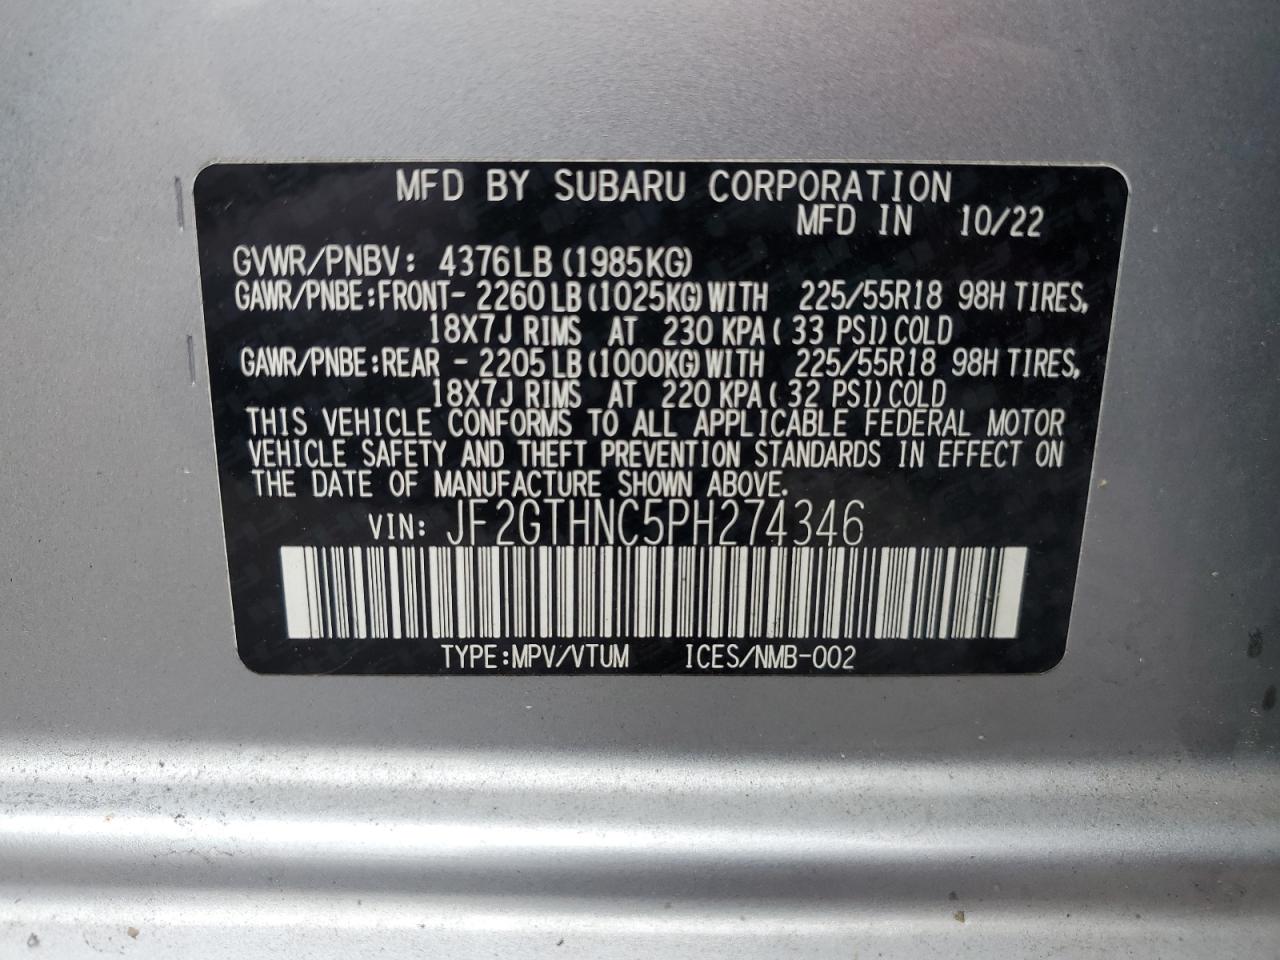 MFD BY SUBARU CORPORATION
MFD IN 10/22
GVWR/PNBV: 4376LB (1985KG)
GAWR/PNBE:FRONT- 2260LB(1025KG)WITH 225/55R18 98H TIRES,
18X7J RIMS AT 230 KPA( 33 PSI)COLD
GAWR/PNBE:REAR - 2205LB(1000KG)WITH 225/55R18 98H TIRES,
18X7J RIMS AT 220 KPA( 32 PSI)COLD
THIS VEHICLE CONFORMS TO ALL APPLICABLE FEDERAL MOTOR
VEHICLE SAFETY AND THEFT PREVENTION STANDARDS IN EFFECT ON
THE DATE OF MANUFACTURE SHOWN ABOVE.
VIN: JF2GTHNC5PH274346
TYPE:MPV/VTUM ICES/NMB-002